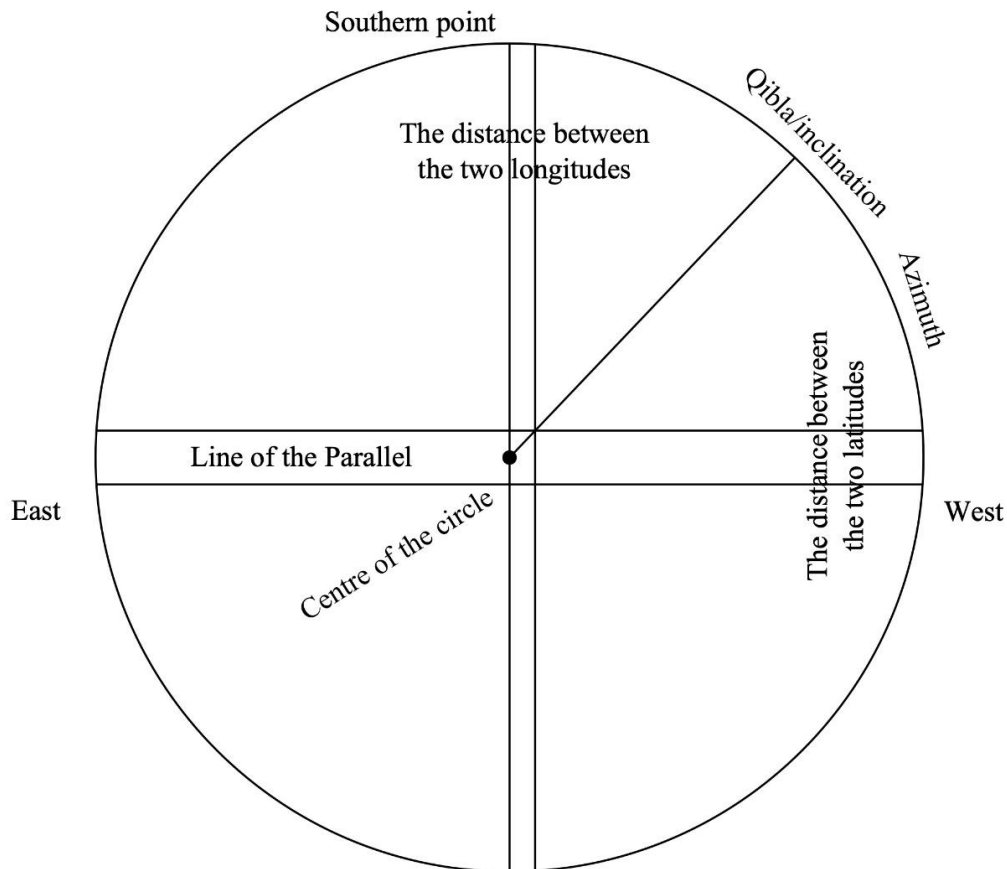 Southern point
Qibla/inclination
The distance between
the two longitudes
Azimuth
The distance between
the two latitudes
Line of the Parallel
East
West
Centre of the circle